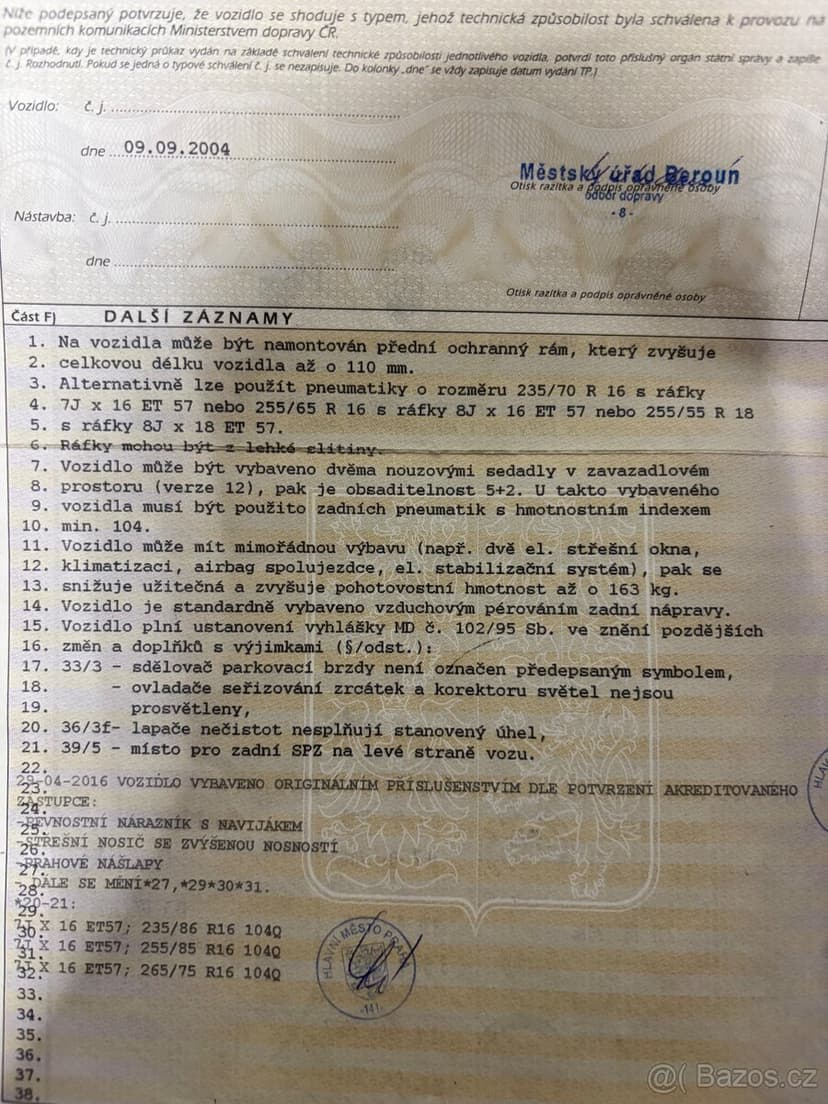 Níže podepsaný potvrzuje, že vozidlo se shoduje s typem, jehož technická způsobilost byla schválena k provozu na
pozemních komunikacích Ministerstvem dopravy ČR.
(V případě, kdy je technický průkaz vydán na základě schválení technické způsobilosti jednotlivého vozidla, potvrdí toto příslušný orgán státní správy a zapíše
č. j. Rozhodnutí. Pokud se jedná o typové schválení č. j. se nezapisuje. Do kolonky „dne" se vždy zapisuje datum vydání TP.)
Vozidlo: č. j.
dne 09.09.2004
Městský úřad Beroun
Otisk razítka a podpis oprávněné osoby
odbor dopravy
- 8 -
Nástavba: č. j.
dne
Otisk razítka a podpis oprávněné osoby
Část F) DALŠÍ ZÁZNAMY
1. Na vozidla může být namontován přední ochranný rám, který zvyšuje
2. celkovou délku vozidla až o 110 mm.
3. Alternativně lze použít pneumatiky o rozměru 235/70 R 16 s ráfky
4. 7J x 16 ET 57 nebo 255/65 R 16 s ráfky 8J x 16 ET 57 nebo 255/55 R 18
5. s ráfky 8J x 18 ET 57.
6. Ráfky mohou být z lehké slitiny.
7. Vozidlo může být vybaveno dvěma nouzovými sedadly v zavazadlovém
8. prostoru (verze 12), pak je obsaditelnost 5+2. U takto vybaveného
9. vozidla musí být použito zadních pneumatik s hmotnostním indexem
10. min. 104.
11. Vozidlo může mít mimořádnou výbavu (např. dvě el. střešní okna,
12. klimatizaci, airbag spolujezdce, el. stabilizační systém), pak se
13. snižuje užitečná a zvyšuje pohotovostní hmotnost až o 163 kg.
14. Vozidlo je standardně vybaveno vzduchovým pérováním zadní nápravy.
15. Vozidlo plní ustanovení vyhlášky MD č. 102/95 Sb. ve znění pozdějších
16. změn a doplňků s výjimkami (§/odst.):
17. 33/3 - sdělovač parkovací brzdy není označen předepsaným symbolem,
18. - ovladače seřizování zrcátek a korektoru světel nejsou
19. prosvětleny,
20. 36/3f- lapače nečistot nesplňují stanovený úhel,
21. 39/5 - místo pro zadní SPZ na levé straně vozu.
22.
29-04-2016 VOZIDLO VYBAVENO ORIGINÁLNÍM PŘÍSLUŠENSTVÍM DLE POTVRZENÍ AKREDITOVANÉHO
23.
ZÁSTUPCE:
24.
-PEVNOSTNÍ NÁRAZNÍK S NAVIJÁKEM
25.
-STŘEŠNÍ NOSIČ SE ZVÝŠENOU NOSNOSTÍ
26.
-PRAHOVÉ NÁŠLAPY
27.
- DÁLE SE MĚNÍ*27,*29*30*31.
28.
*20-21:
29.
7J X 16 ET57; 235/86 R16 104Q
30.
7J X 16 ET57; 255/85 R16 104Q
31.
7J X 16 ET57; 265/75 R16 104Q
32.
HLAVNÍ MĚSTO PRAHA
-141-
33.
34.
35.
36.
37.
38.
@( Bazos.cz